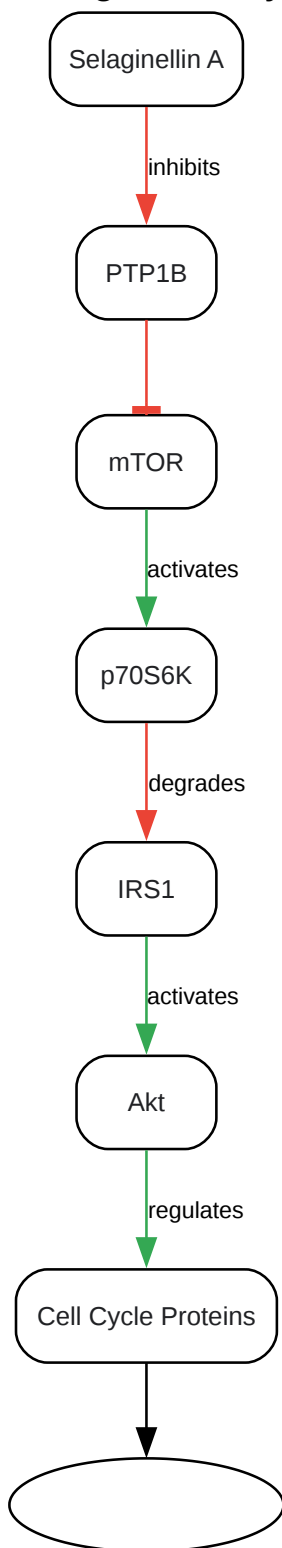 Selaginellin A
inhibits
PTP1B
mTOR
activates
p70S6K
degrades
IRS1
activates
Akt
regulates
Cell Cycle Proteins